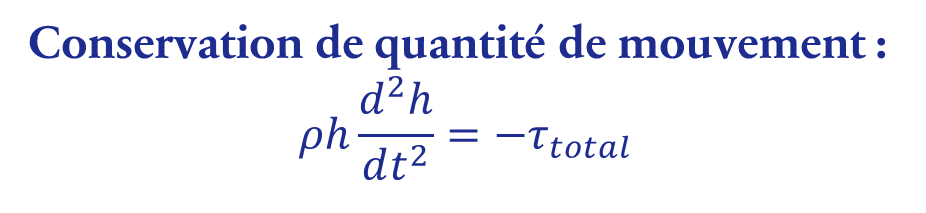 Conservation de quantité de mouvement :
ρh d²h/dt² = −τ_total